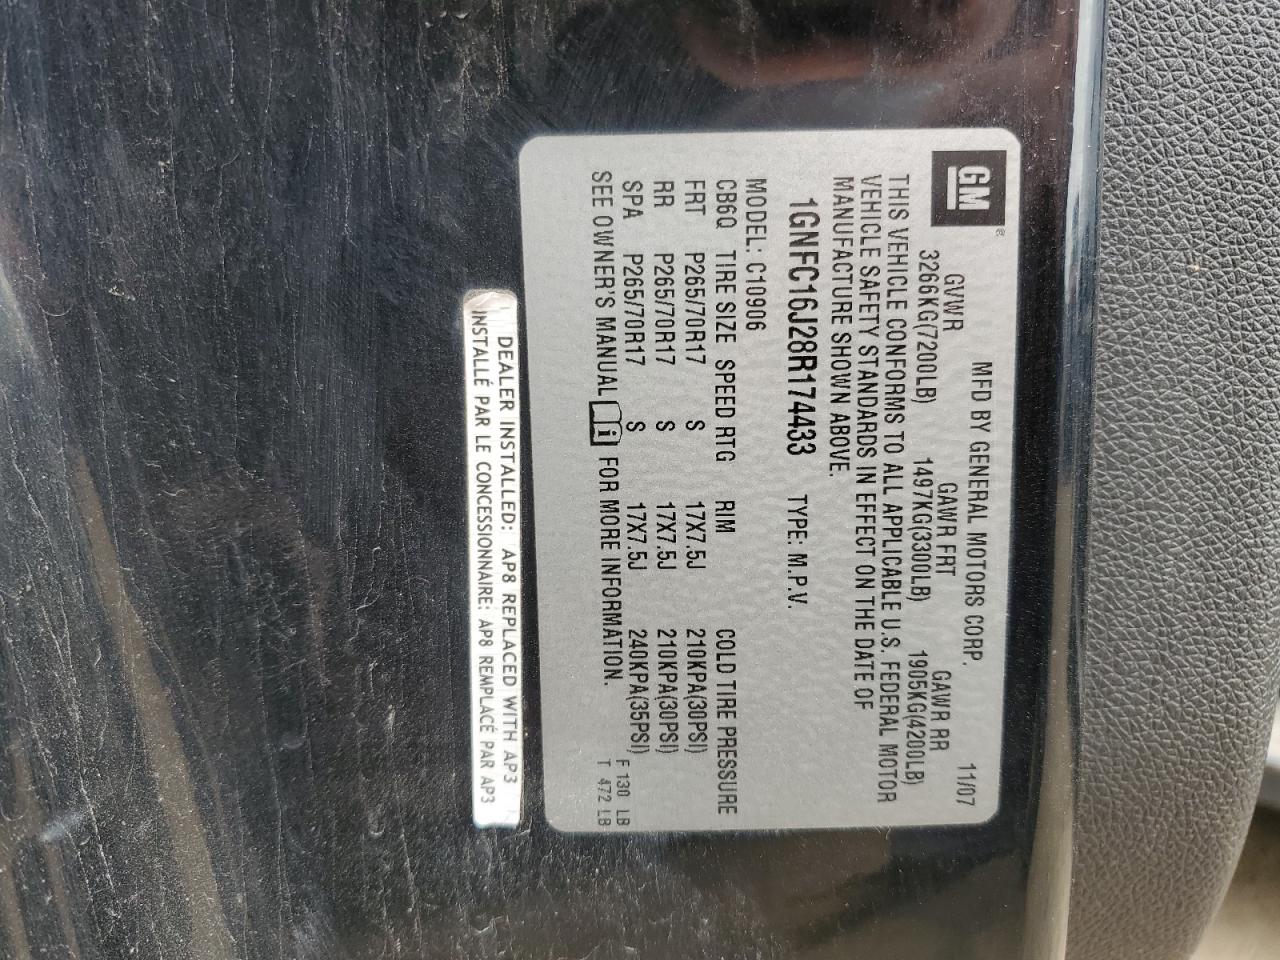 GM ®
MFD BY GENERAL MOTORS CORP. 11/07
GVWR GAWR FRT GAWR RR
3266KG(7200LB) 1497KG(3300LB) 1905KG(4200LB)
THIS VEHICLE CONFORMS TO ALL APPLICABLE U.S. FEDERAL MOTOR
VEHICLE SAFETY STANDARDS IN EFFECT ON THE DATE OF
MANUFACTURE SHOWN ABOVE.
1GNFC16J28R174433 TYPE: M.P.V.
MODEL: C10906
CB6Q TIRE SIZE SPEED RTG RIM COLD TIRE PRESSURE
FRT P265/70R17 S 17X7.5J 210KPA(30PSI)
RR P265/70R17 S 17X7.5J 210KPA(30PSI)
SPA P265/70R17 S 17X7.5J 240KPA(35PSI) F 130 LB
SEE OWNER'S MANUAL i FOR MORE INFORMATION. T 472 LB
DEALER INSTALLED: AP8 REPLACED WITH AP3
INSTALLÉ PAR LE CONCESSIONNAIRE: AP8 REMPLACÉ PAR AP3